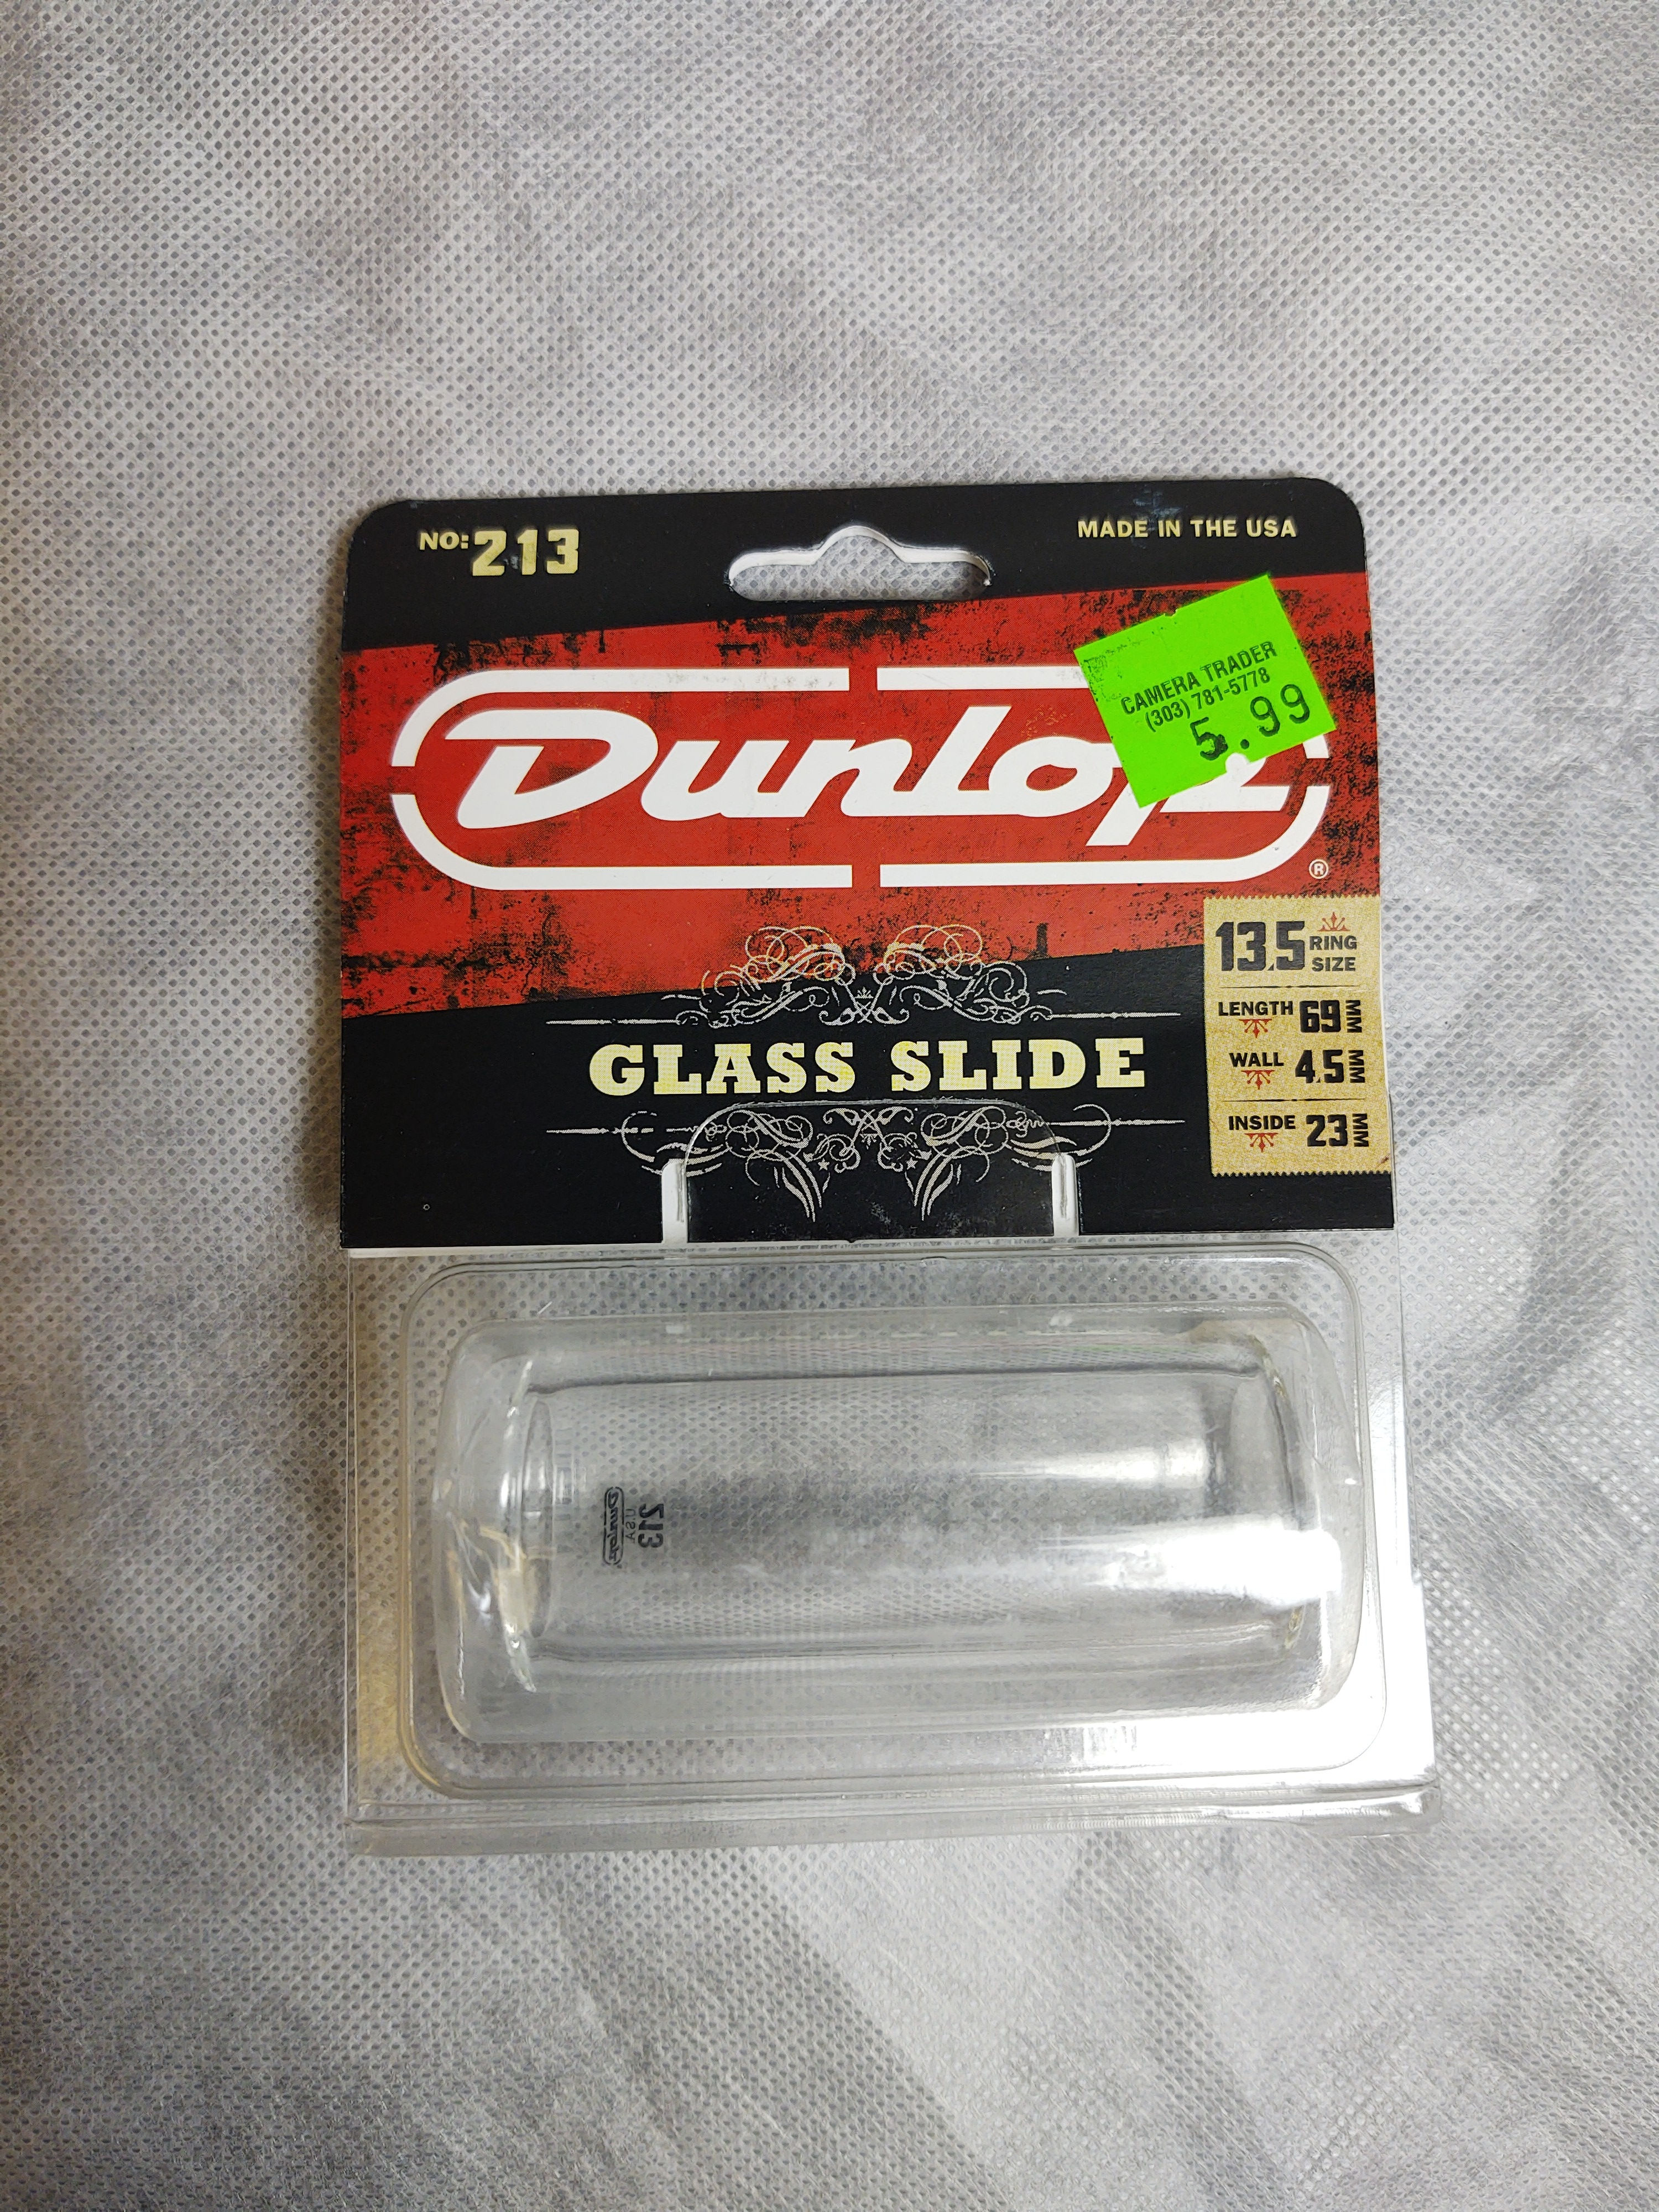 NO: 213
MADE IN THE USA
CAMERA TRADER
(303) 781-5778
5.99
Dunlop
®
13.5 RING SIZE
LENGTH 69 MM
WALL 4.5 MM
INSIDE 23 MM
GLASS SLIDE
Dunlop
U.S.A
213